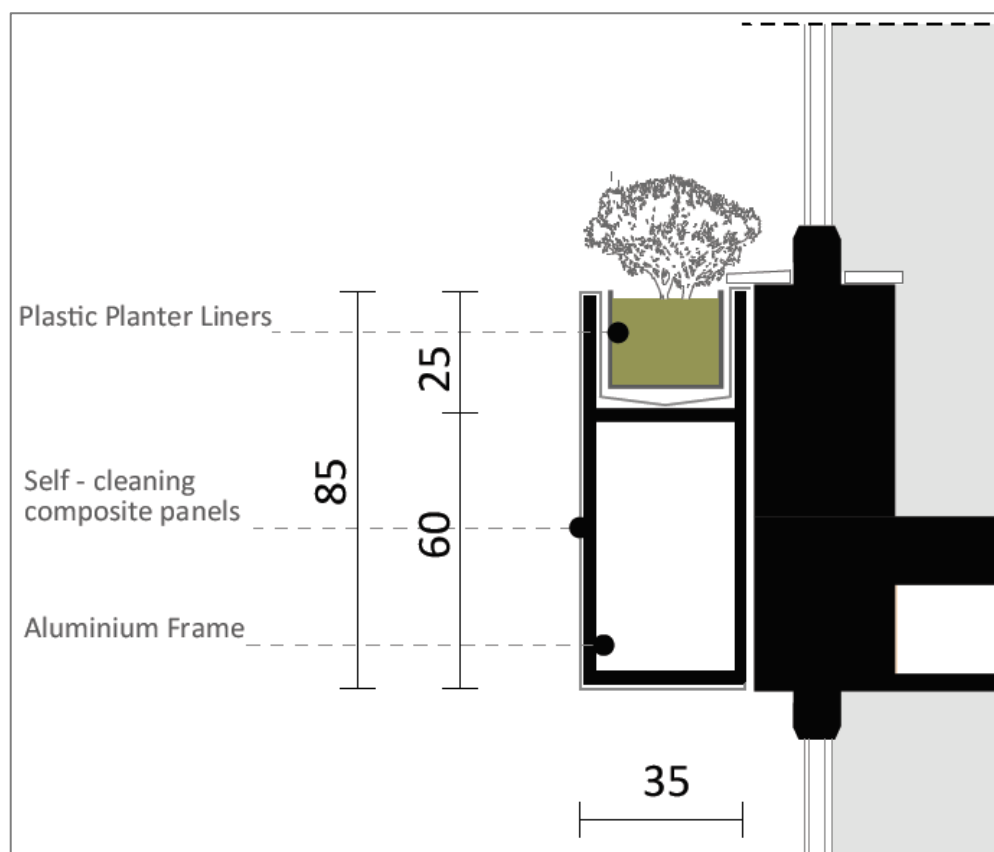 Plastic Planter Liners
25
85
Self - cleaning
composite panels
60
Aluminium Frame
35